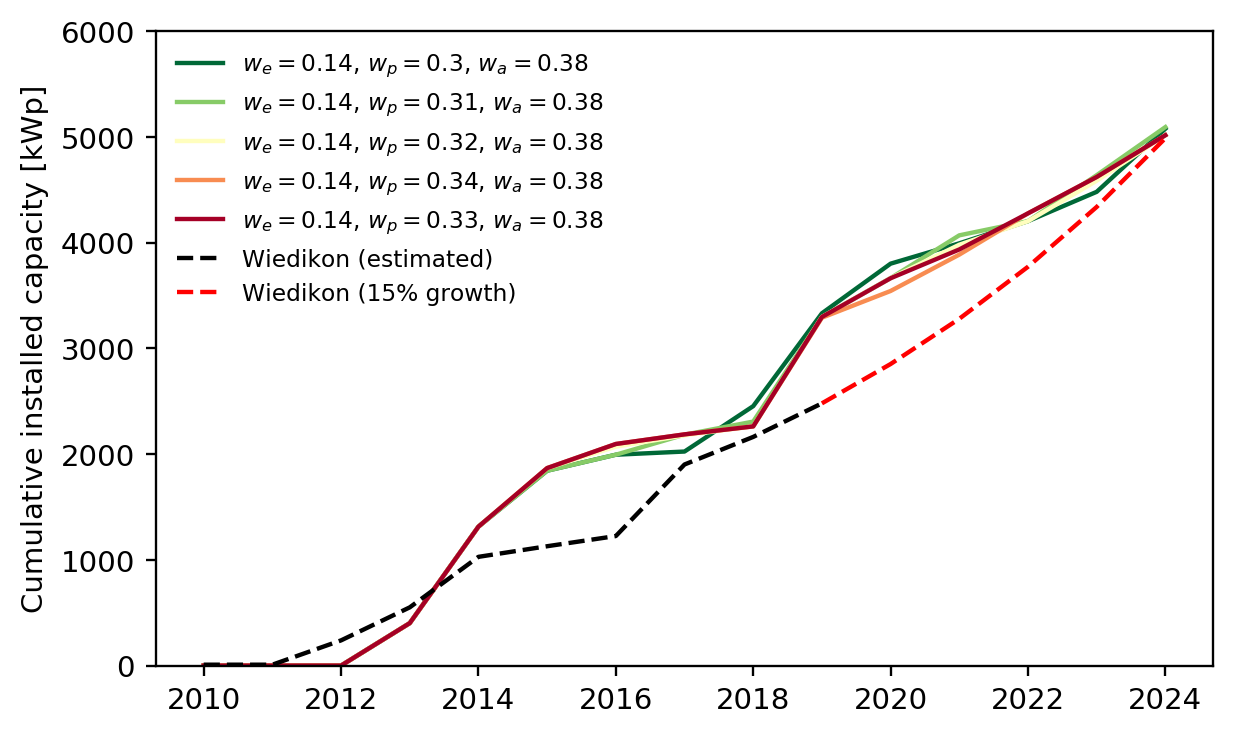 6000
5000
4000
3000
2000
1000
0
Cumulative installed capacity [kWp]
w_e = 0.14, w_p = 0.3, w_a = 0.38
w_e = 0.14, w_p = 0.31, w_a = 0.38
w_e = 0.14, w_p = 0.32, w_a = 0.38
w_e = 0.14, w_p = 0.34, w_a = 0.38
w_e = 0.14, w_p = 0.33, w_a = 0.38
Wiedikon (estimated)
Wiedikon (15% growth)
2010 2012 2014 2016 2018 2020 2022 2024